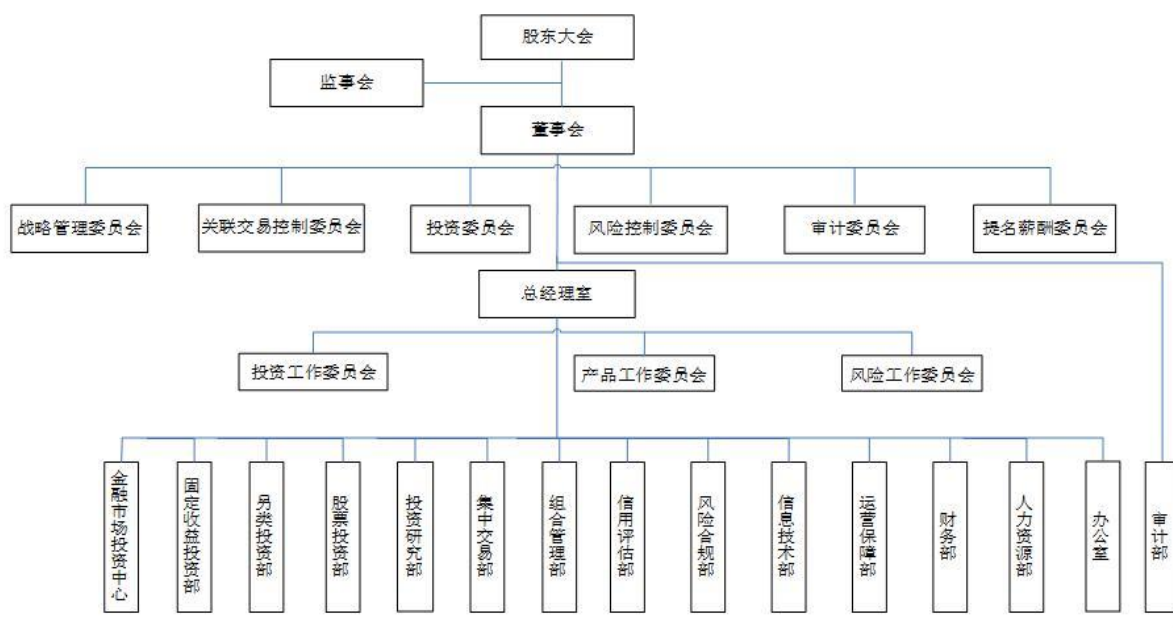 股东大会
监事会
董事会
战略管理委员会
关联交易控制委员会
投资委员会
风险控制委员会
审计委员会
提名薪酬委员会
总经理室
投资工作委员会
产品工作委员会
风险工作委员会
金融市场投资中心
固定收益投资部
另类投资部
股票投资部
投资研究部
集中交易部
组合管理部
信用评估部
风险合规部
信息技术部
运营保障部
财务部
人力资源部
办公室
审计部